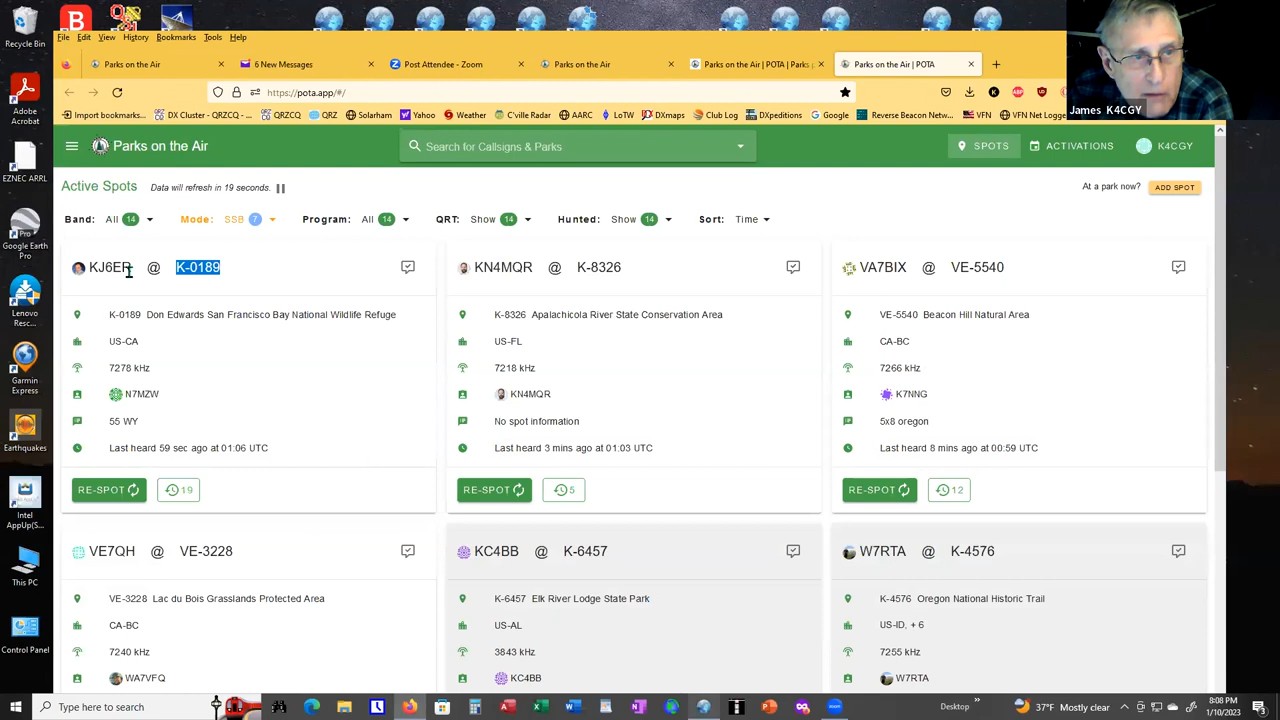 File Edit View History Bookmarks Tools Help
Parks on the Air × 6 New Messages × Post Attendee - Zoom × Parks on the Air × Parks on the Air | POTA | Parks × Parks on the Air | POTA × +
https://pota.app/#/
Import bookmarks... DX Cluster - QRZCQ -... QRZCQ QRZ Solarham Yahoo Weather C'ville Radar AARC LoTW DXmaps Club Log DXpeditions Google Reverse Beacon Netw... VFN VFN Net Logge
James K4CGY
Recycle Bin
Adobe Acrobat
EZNEC ARRL
Google Earth Pro
Lenovo Resc...
Garmin Express
Earthquakes
Intel AppUp(S...
This PC
Control Panel
Parks on the Air Search for Callsigns & Parks SPOTS ACTIVATIONS K4CGY
Active Spots Data will refresh in 19 seconds. At a park now? ADD SPOT
Band: All 14 Mode: SSB 7 Program: All 14 QRT: Show 14 Hunted: Show 14 Sort: Time
KJ6ER @ K-0189
K-0189 Don Edwards San Francisco Bay National Wildlife Refuge
US-CA
7278 kHz
N7MZW
55 WY
Last heard 59 sec ago at 01:06 UTC
RE-SPOT 19
KN4MQR @ K-8326
K-8326 Apalachicola River State Conservation Area
US-FL
7218 kHz
KN4MQR
No spot information
Last heard 3 mins ago at 01:03 UTC
RE-SPOT 5
VA7BIX @ VE-5540
VE-5540 Beacon Hill Natural Area
CA-BC
7266 kHz
K7NNG
5x8 oregon
Last heard 8 mins ago at 00:59 UTC
RE-SPOT 12
VE7QH @ VE-3228
VE-3228 Lac du Bois Grasslands Protected Area
CA-BC
7240 kHz
WA7VFQ
KC4BB @ K-6457
K-6457 Elk River Lodge State Park
US-AL
3843 kHz
KC4BB
W7RTA @ K-4576
K-4576 Oregon National Historic Trail
US-ID, + 6
7255 kHz
W7RTA
Type here to search Desktop 37°F Mostly clear 8:08 PM
1/10/2023